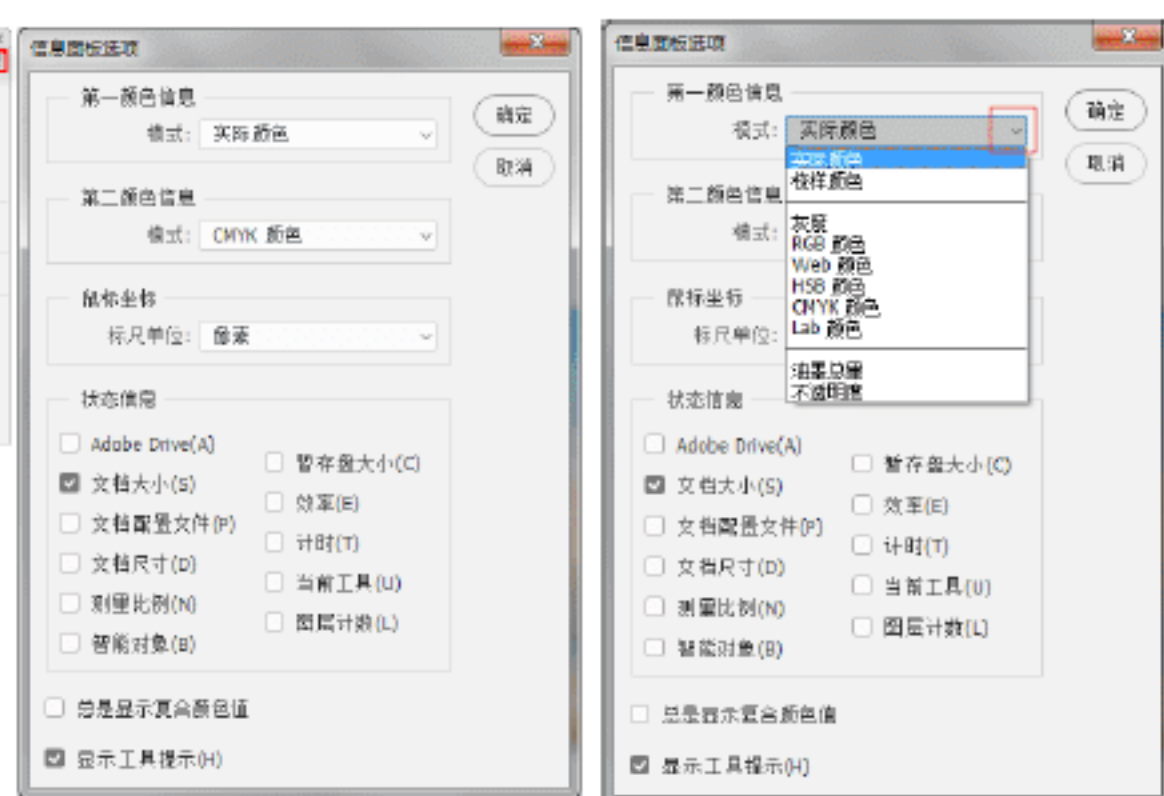 信息面板选项
第一颜色信息
模式: 实际颜色
确定
取消
第二颜色信息
模式: CMYK 颜色
鼠标坐标
标尺单位: 像素
状态信息
Adobe Drive(A)
暂存盘大小(C)
文档大小(S)
效率(E)
文档配置文件(P)
计时(T)
文档尺寸(D)
当前工具(U)
测量比例(N)
图层计数(L)
智能对象(B)
总是显示复合颜色值
显示工具提示(H)
信息面板选项
第一颜色信息
模式: 实际颜色
确定
取消
实际颜色
校样颜色
第二颜色信息
模式:
灰度
RGB 颜色
Web 颜色
HSB 颜色
CMYK 颜色
Lab 颜色
油墨总量
不透明度
鼠标坐标
标尺单位:
状态信息
Adobe Drive(A)
暂存盘大小(C)
文档大小(S)
效率(E)
文档配置文件(P)
计时(T)
文档尺寸(D)
当前工具(U)
测量比例(N)
图层计数(L)
智能对象(B)
总是显示复合颜色值
显示工具提示(H)